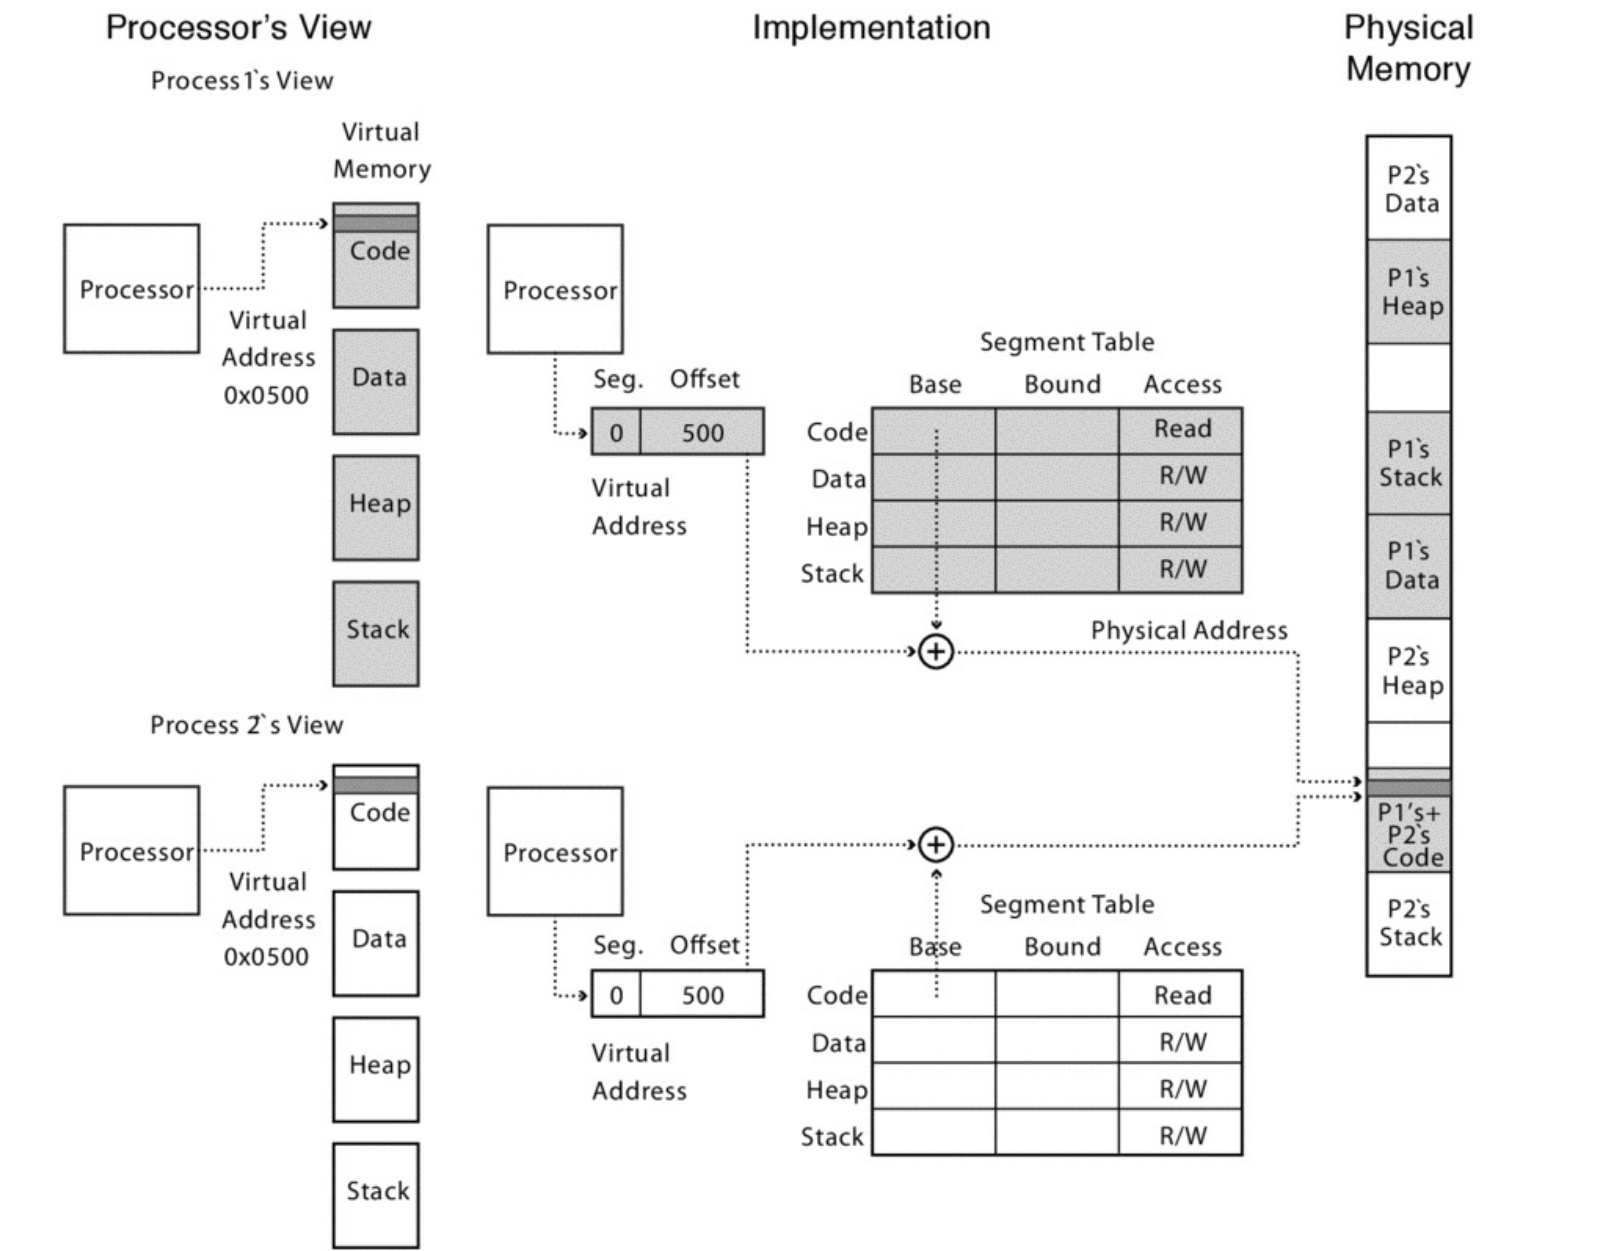 Processor's View
Implementation
Physical
Memory
Process1`s View
Virtual
Memory
Processor
Code
Virtual
Address
0x0500
Data
Heap
Stack
Processor
Seg. Offset
0 500
Virtual
Address
Segment Table
Base Bound Access
Code Read
Data R/W
Heap R/W
Stack R/W
Physical Address
Process 2`s View
Processor
Code
Virtual
Address
0x0500
Data
Heap
Stack
Processor
Seg. Offset
0 500
Virtual
Address
Segment Table
Base Bound Access
Code Read
Data R/W
Heap R/W
Stack R/W
P2`s
Data
P1`s
Heap
P1`s
Stack
P1`s
Data
P2`s
Heap
P1's+
P2`s
Code
P2`s
Stack